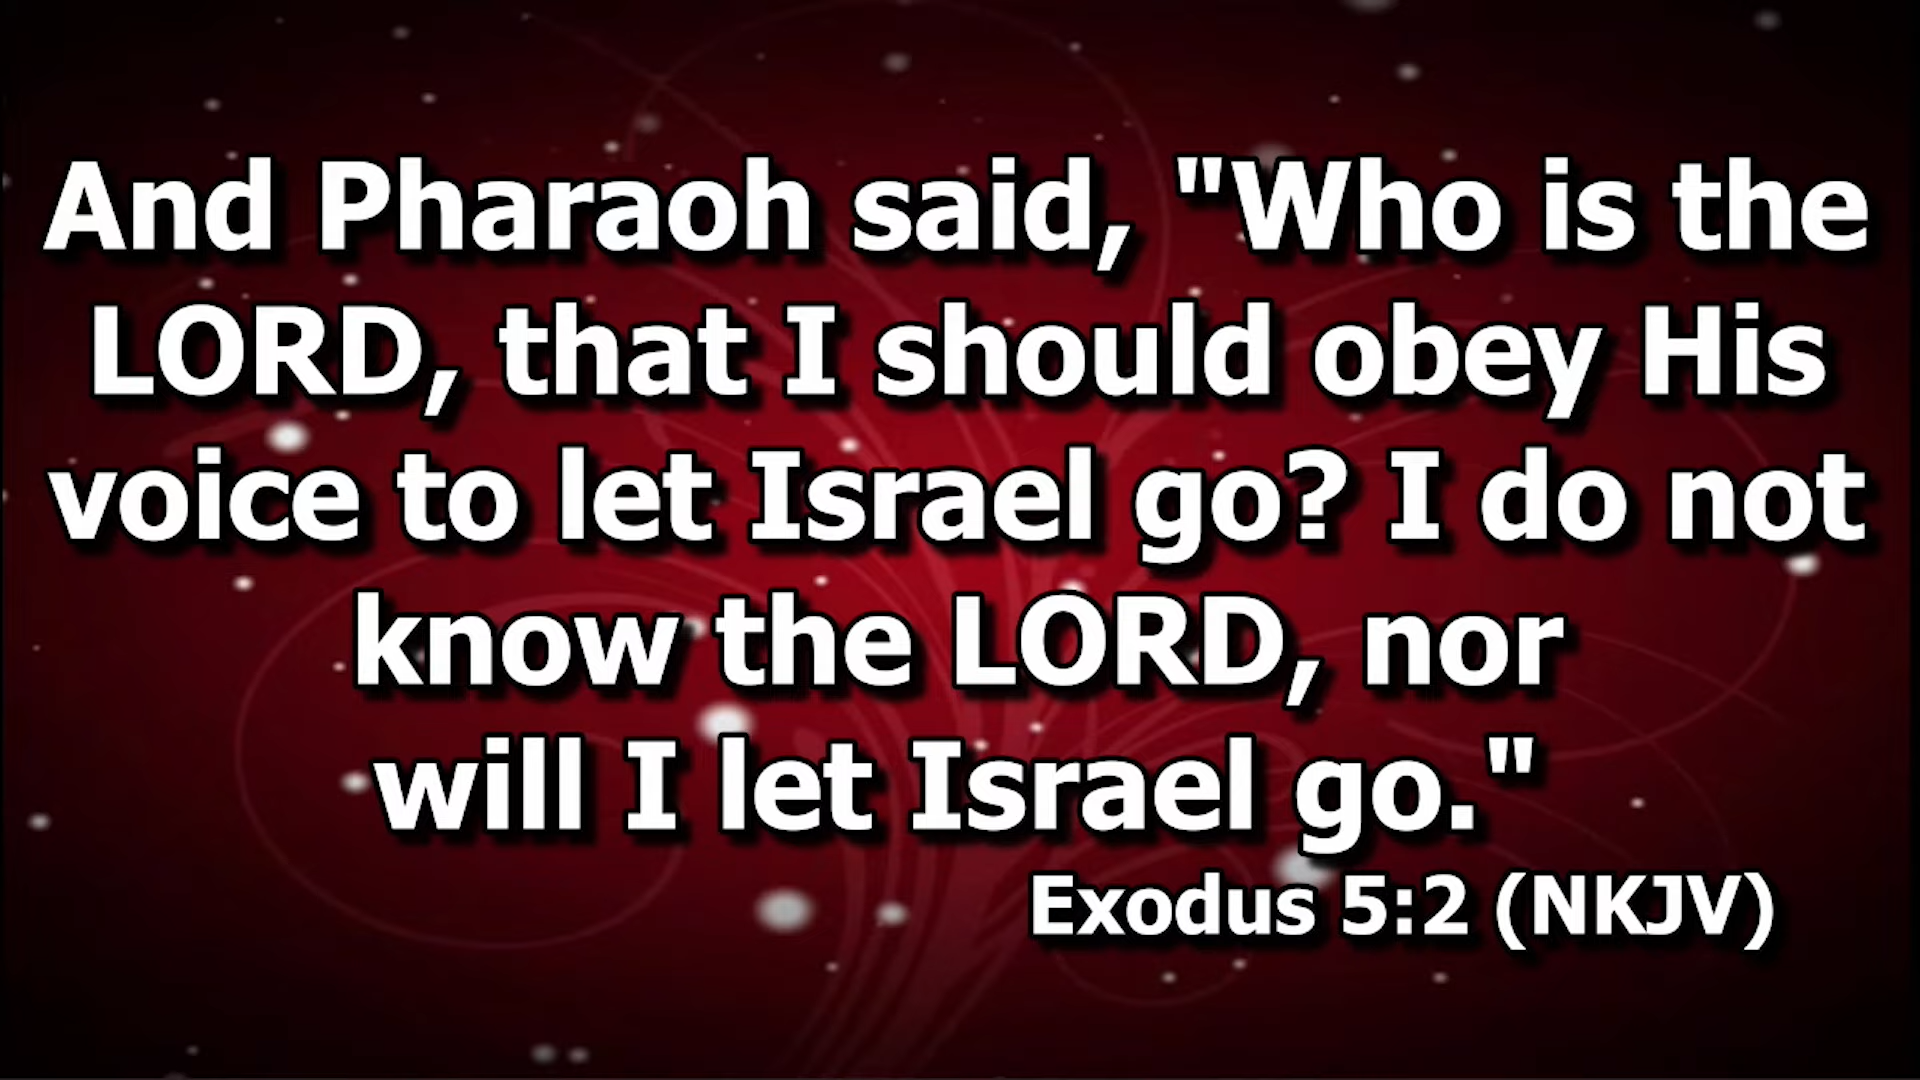 And Pharaoh said, "Who is the
LORD, that I should obey His
voice to let Israel go? I do not
know the LORD, nor
will I let Israel go."
Exodus 5:2 (NKJV)